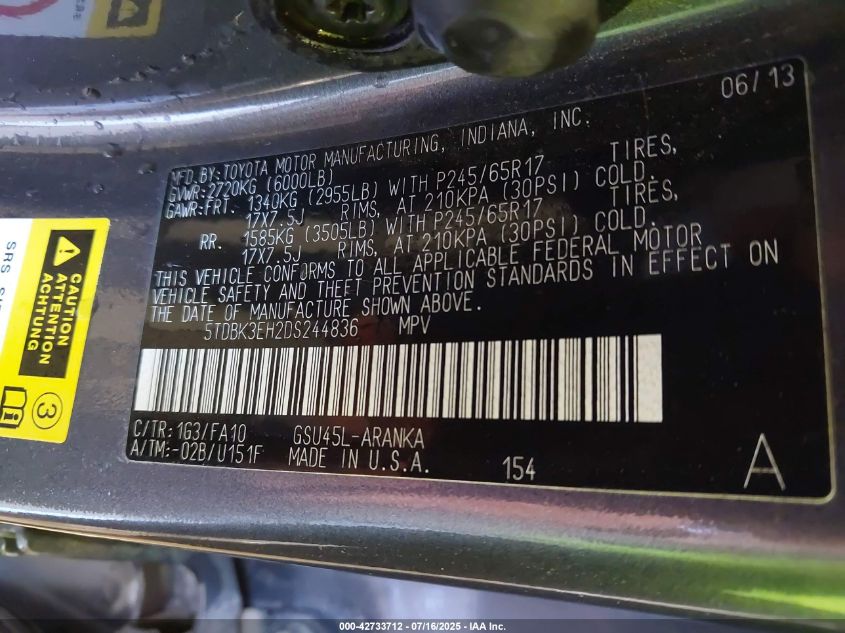 06/13
MFD.BY:TOYOTA MOTOR MANUFACTURING, INDIANA, INC.
GVWR:2720KG (6000LB)
GAWR:FRT. 1340KG (2955LB) WITH P245/65R17 TIRES,
17X7.5J RIMS, AT 210KPA (30PSI) COLD.
RR. 1585KG (3505LB) WITH P245/65R17 TIRES,
17X7.5J RIMS, AT 210KPA (30PSI) COLD.
THIS VEHICLE CONFORMS TO ALL APPLICABLE FEDERAL MOTOR
VEHICLE SAFETY AND THEFT PREVENTION STANDARDS IN EFFECT ON
THE DATE OF MANUFACTURE SHOWN ABOVE.
5TDBK3EH2DS244836 MPV
C/TR:1G3/FA10 GSU45L-ARANKA
A/TM:-02B/U151F MADE IN U.S.A.
154
A
CAUTION
ATTENTION
ACHTUNG
3
SRS
000-42733712 - 07/16/2025 - IAA Inc.